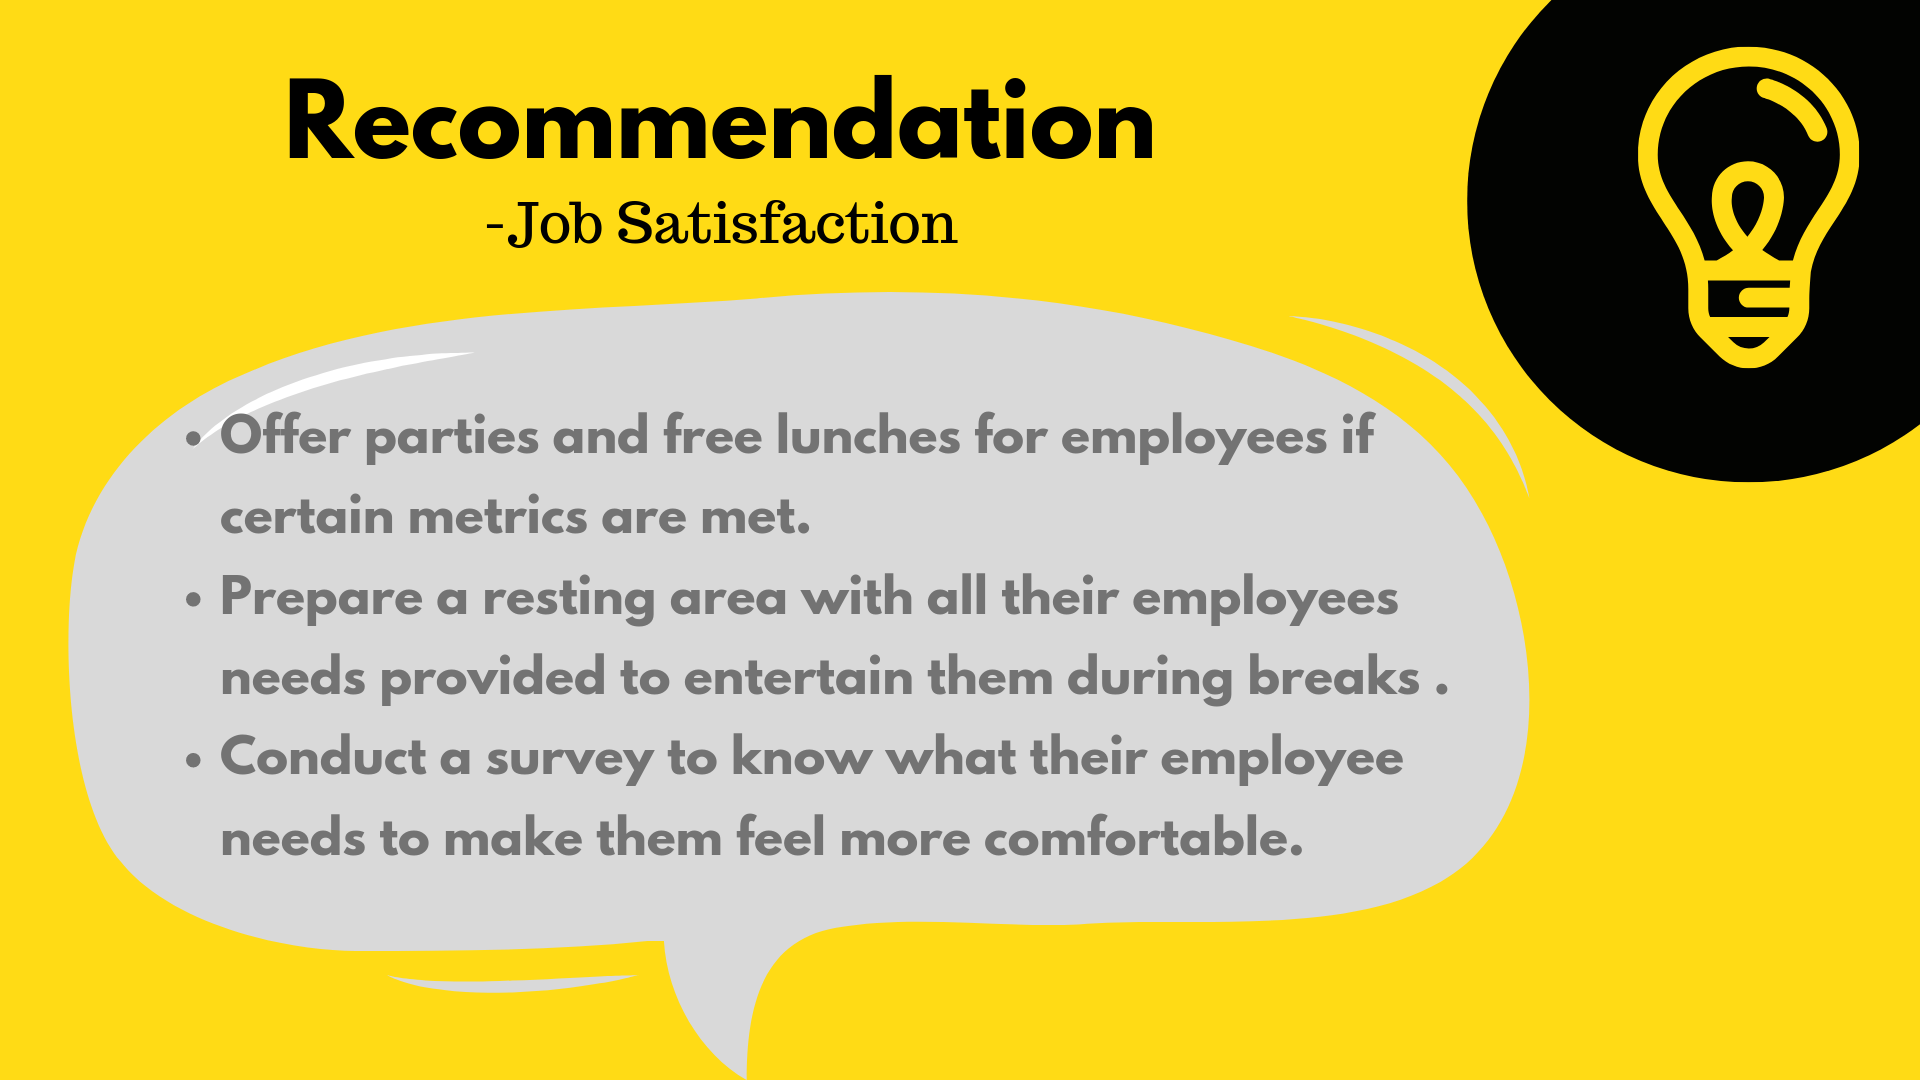 Recommendation
-Job Satisfaction
• Offer parties and free lunches for employees if
certain metrics are met.
• Prepare a resting area with all their employees
needs provided to entertain them during breaks .
• Conduct a survey to know what their employee
needs to make them feel more comfortable.